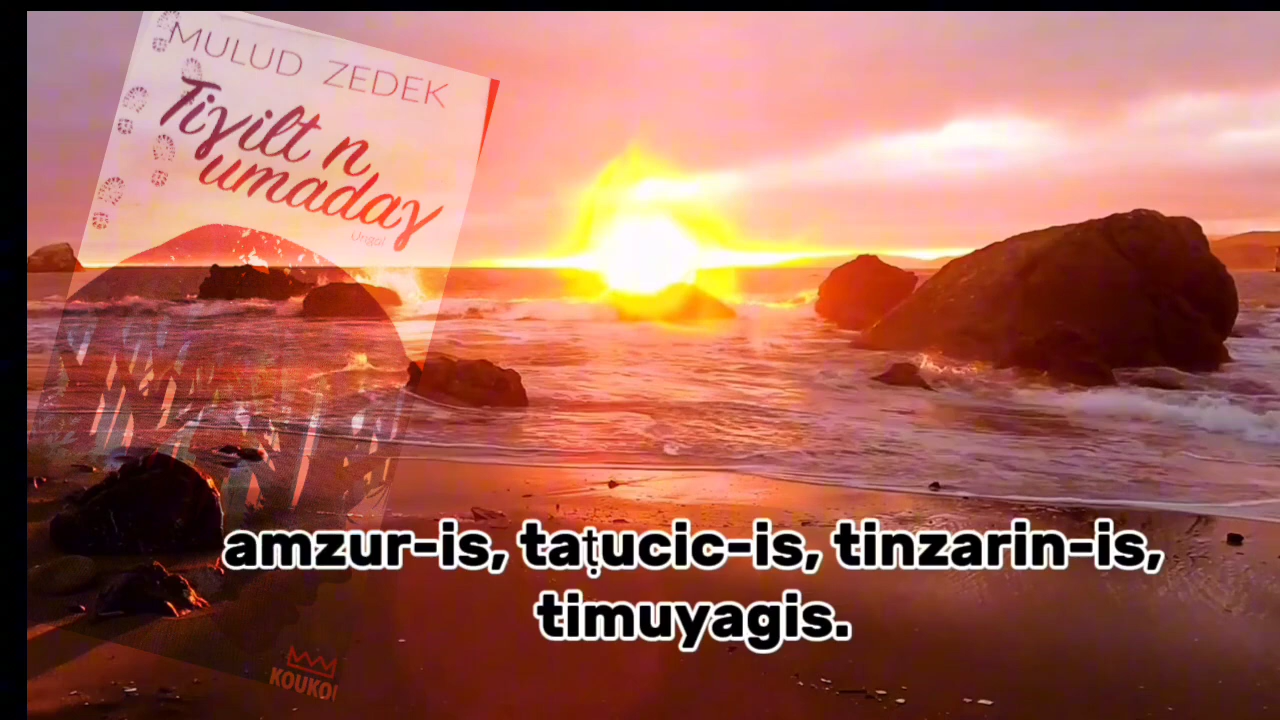 MULUD ZEDEK
Tiɣilt n
umadaɣ
Ungal
KOUKOU
amzur-is, taṭucic-is, tinzarin-is,
timuyagis.